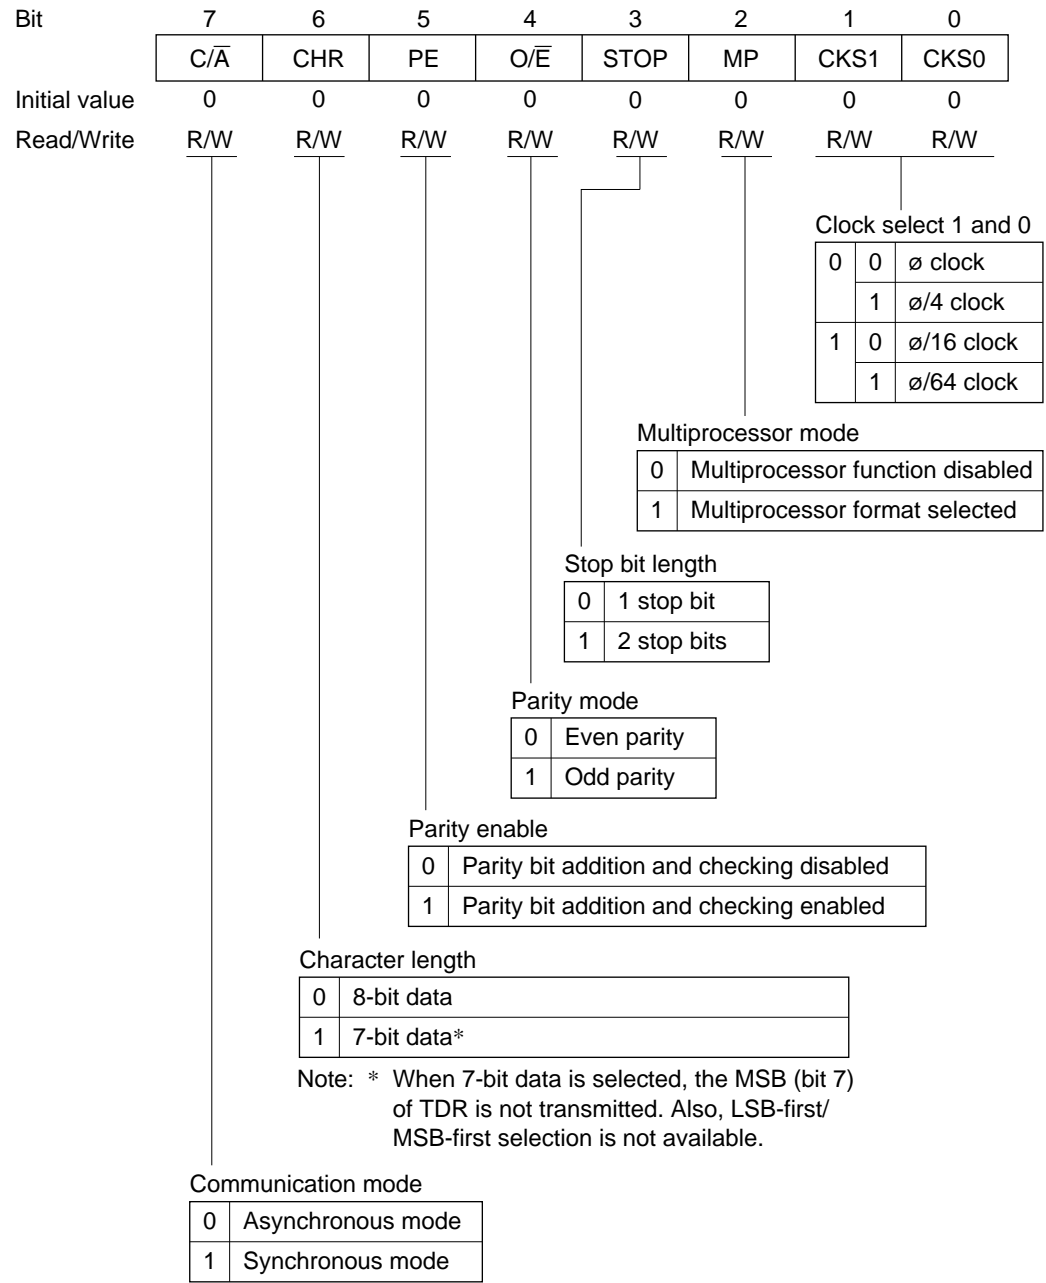 Bit 7 6 5 4 3 2 1 0
C/A̅ CHR PE O/E̅ STOP MP CKS1 CKS0
Initial value 0 0 0 0 0 0 0 0
Read/Write R/W R/W R/W R/W R/W R/W R/W R/W
Clock select 1 and 0
0 0 ø clock
1 ø/4 clock
1 0 ø/16 clock
1 ø/64 clock
Multiprocessor mode
0 Multiprocessor function disabled
1 Multiprocessor format selected
Stop bit length
0 1 stop bit
1 2 stop bits
Parity mode
0 Even parity
1 Odd parity
Parity enable
0 Parity bit addition and checking disabled
1 Parity bit addition and checking enabled
Character length
0 8-bit data
1 7-bit data*
Note: * When 7-bit data is selected, the MSB (bit 7)
of TDR is not transmitted. Also, LSB-first/
MSB-first selection is not available.
Communication mode
0 Asynchronous mode
1 Synchronous mode